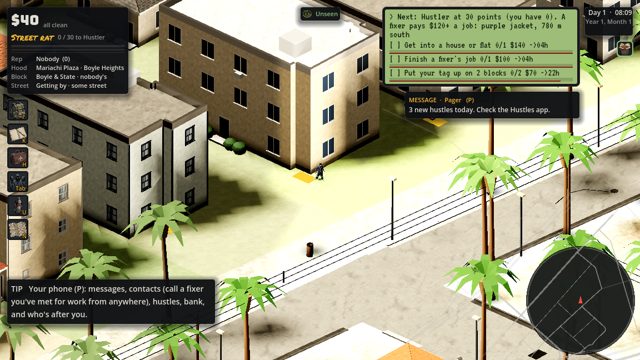 $40 all clean
STREET RAT 0 / 30 to Hustler
Rep Nobody (0)
Hood Mariachi Plaza · Boyle Heights
Block Boyle & State · nobody's
Street Getting by · some street
H
Tab
U
Unseen
> Next: Hustler at 30 points (you have 0). A
fixer pays $120+ a job: purple jacket, 780 m
south
[ ] Get into a house or flat 0/1 $140 ->04h
[ ] Finish a fixer's job 0/1 $100 ->04h
[ ] Put your tag up on 2 blocks 0/2 $70 ->22h
MESSAGE · Pager (P)
3 new hustles today. Check the Hustles app.
Day 1 · 08:09
Year 1, Month 1
TIP Your phone (P): messages, contacts (call a fixer
you've met for work from anywhere), hustles, bank,
and who's after you.